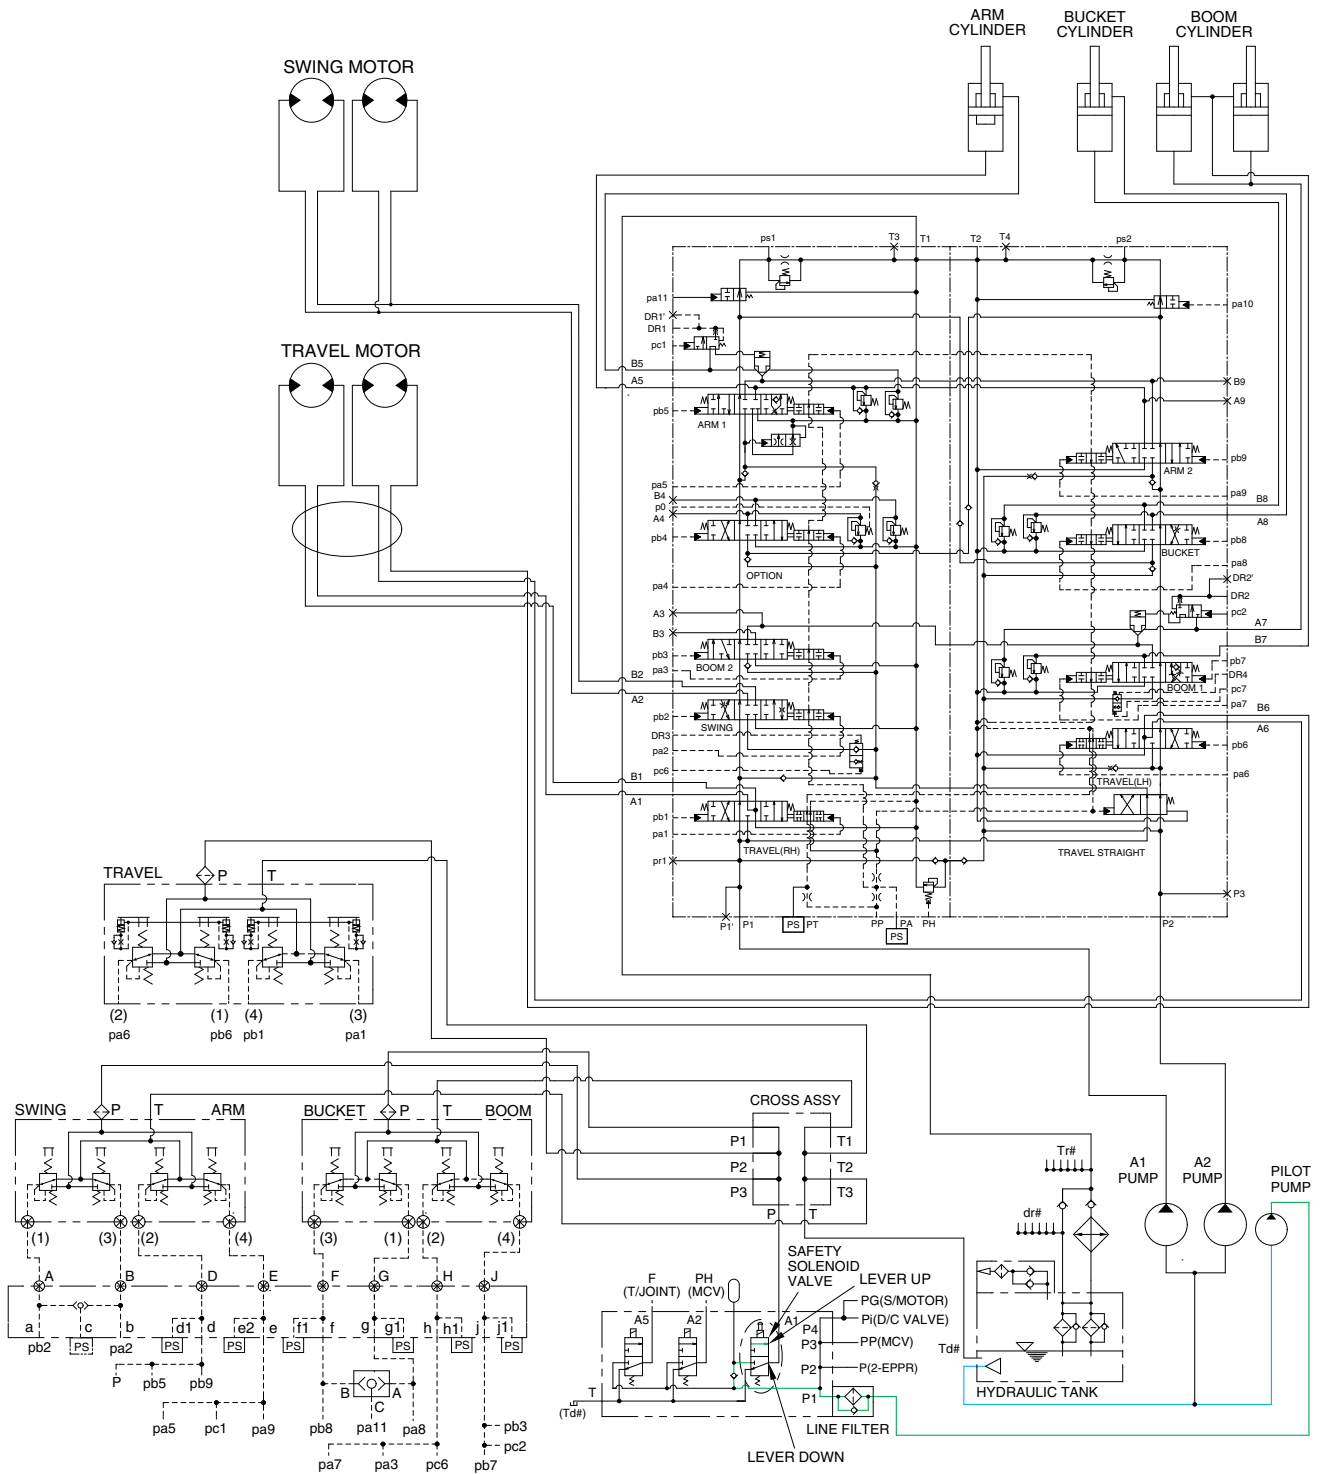 ARM
CYLINDER
BUCKET
CYLINDER
BOOM
CYLINDER
SWING MOTOR
TRAVEL MOTOR
ps1
T3
T1
T2
T4
ps2
pa11
DR1'
DR1
pc1
B5
A5
pb5
ARM 1
pa5
B4
p0
A4
pb4
OPTION
pa4
A3
B3
pb3
BOOM 2
pa3
B2
A2
pb2
SWING
DR3
pa2
pc6
B1
A1
pb1
pa1
TRAVEL(RH)
pr1
pa10
B9
A9
pb9
ARM 2
pa9
B8
A8
pb8
BUCKET
pa8
DR2'
DR2
pc2
A7
B7
pb7
DR4
BOOM 1
pc7
pa7
B6
A6
pb6
TRAVEL(LH)
pa6
TRAVEL STRAIGHT
P3
P1'
P1
PS
PT
PP
PA
PS
PH
P2
TRAVEL
P
T
(2)
(1)
(4)
(3)
pa6
pb6
pb1
pa1
SWING
P
T
ARM
(1)
(3)
(2)
(4)
BUCKET
P
T
BOOM
(3)
(1)
(2)
(4)
A
B
D
E
F
G
H
J
a
c
b
d1
d
e2
e
f1
f
g
g1
h
h1
j
j1
pb2
PS
pa2
PS
PS
PS
PS
PS
PS
P
pb5
pb9
pa5
pc1
pa9
B
A
C
pb8
pa11
pa8
pa7
pa3
pc6
pb3
pc2
pb7
CROSS ASSY
P1
T1
P2
T2
P3
T3
P
T
SAFETY
SOLENOID
VALVE
LEVER UP
F
(T/JOINT)
PH
(MCV)
A5
A2
A1
PG(S/MOTOR)
Pi(D/C VALVE)
P4
P3
PP(MCV)
P2
P(2-EPPR)
P1
T
(Td#)
LINE FILTER
LEVER DOWN
Tr#
dr#
Td#
HYDRAULIC TANK
A1
PUMP
A2
PUMP
PILOT
PUMP